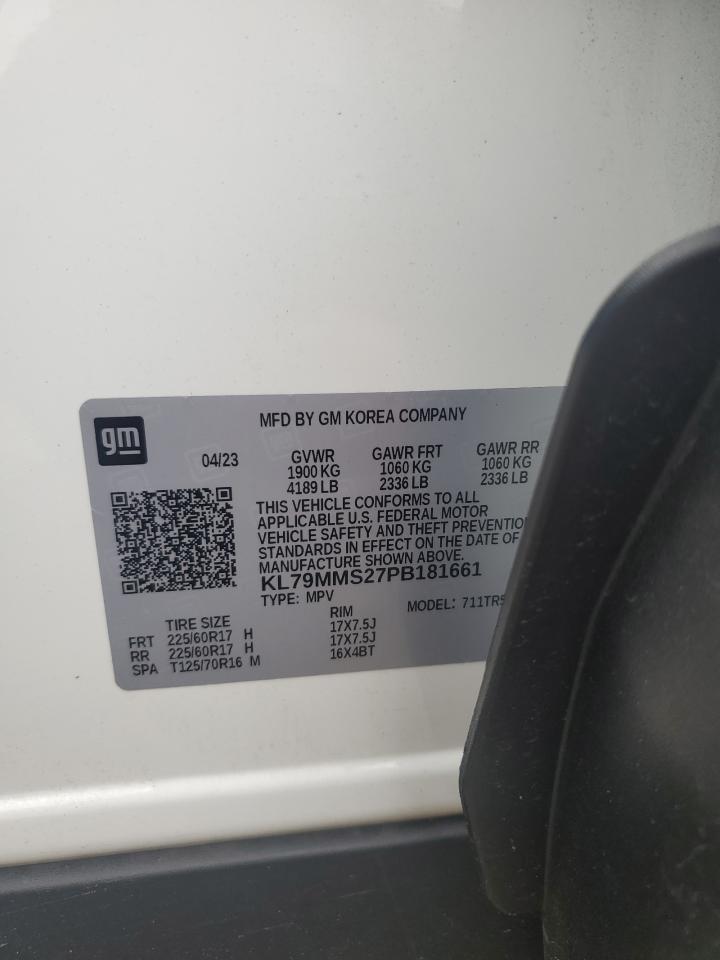 gm
MFD BY GM KOREA COMPANY
04/23 GVWR GAWR FRT GAWR RR
1900 KG 1060 KG 1060 KG
4189 LB 2336 LB 2336 LB
THIS VEHICLE CONFORMS TO ALL
APPLICABLE U.S. FEDERAL MOTOR
VEHICLE SAFETY AND THEFT PREVENTION
STANDARDS IN EFFECT ON THE DATE OF
MANUFACTURE SHOWN ABOVE.
KL79MMS27PB181661
TYPE: MPV MODEL: 711TR
TIRE SIZE RIM
FRT 225/60R17 H 17X7.5J
RR 225/60R17 H 17X7.5J
SPA T125/70R16 M 16X4BT